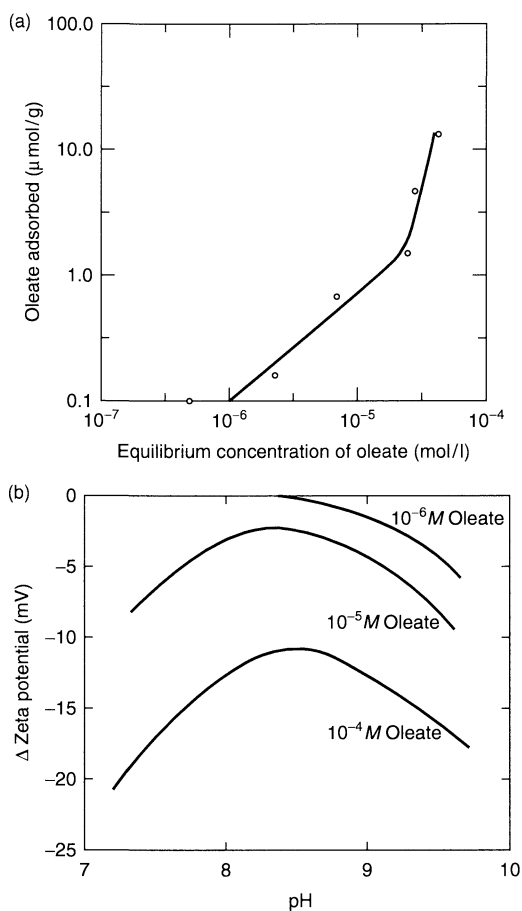 (a)
100.0
10.0
1.0
0.1
Oleate adsorbed (μmol/g)
10⁻⁷ 10⁻⁶ 10⁻⁵ 10⁻⁴
Equilibrium concentration of oleate (mol/l)
(b)
0
−5
−10
−15
−20
−25
Δ Zeta potential (mV)
10⁻⁶ M Oleate
10⁻⁵ M Oleate
10⁻⁴ M Oleate
7 8 9 10
pH